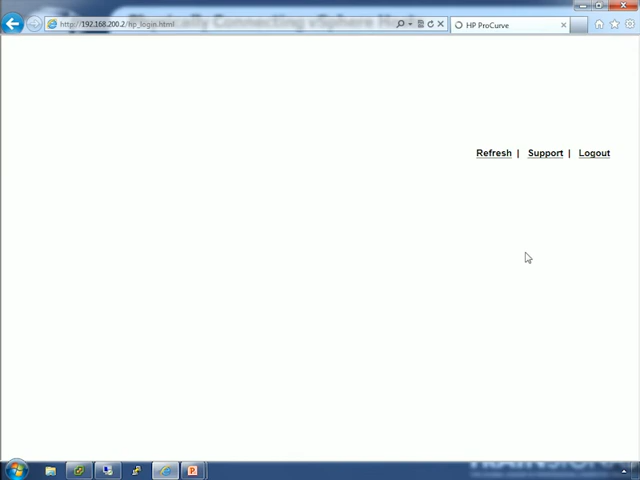 http://192.168.200.2/hp_login.html
HP ProCurve
Refresh | Support | Logout